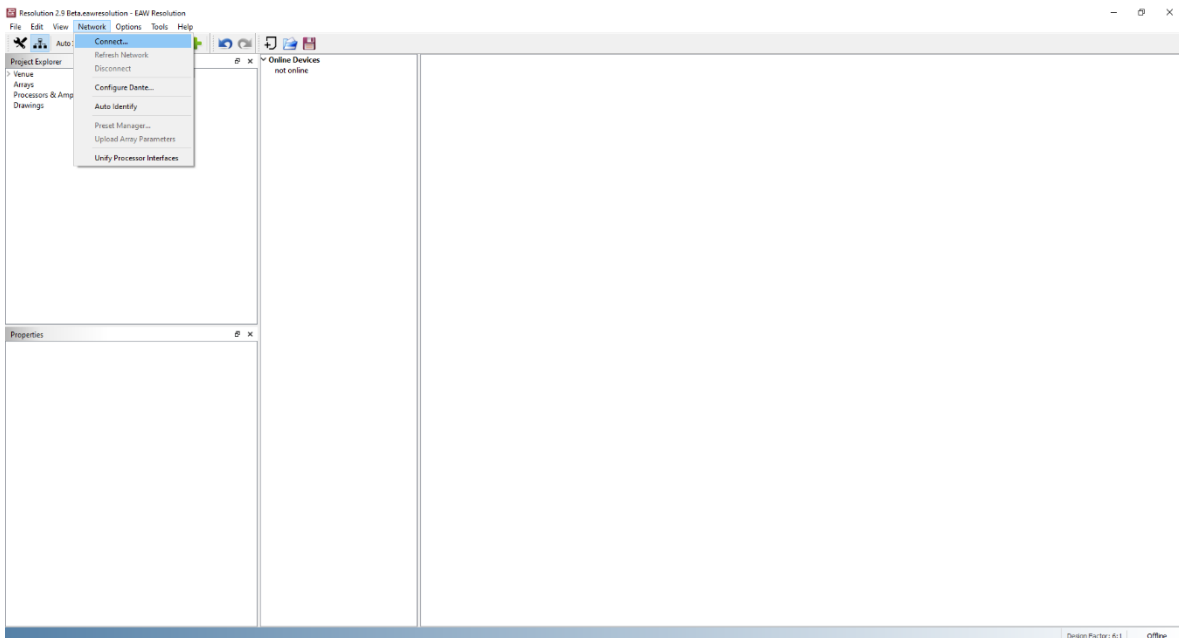 Resolution 2.9 Beta.eawresolution - EAW Resolution
File Edit View Network Options Tools Help
Auto
Connect...
Refresh Network
Disconnect
Configure Dante...
Auto Identify
Preset Manager...
Upload Array Parameters
Unify Processor Interfaces
Project Explorer
Venue
Arrays
Processors & Amp
Drawings
Online Devices
not online
Properties
Design Factor: 6:1 Offline